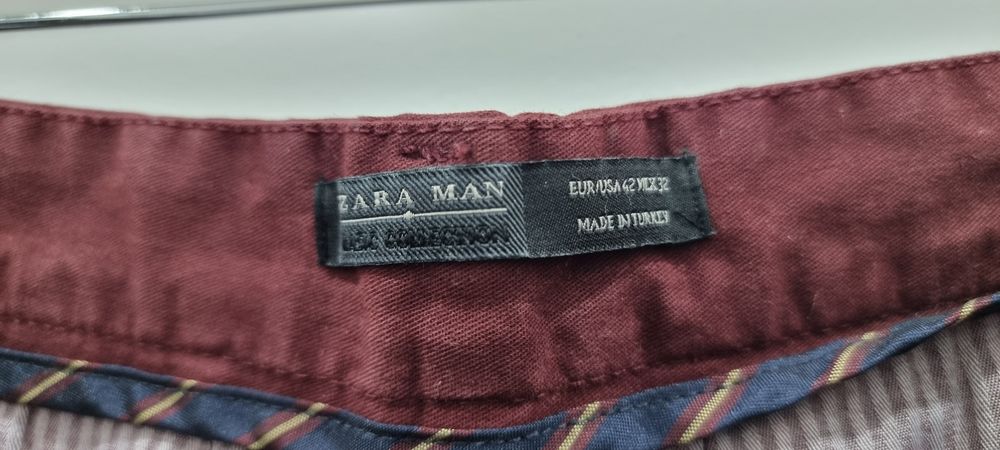 ZARA MAN
COLLECTION
EUR/USA 42 MEX 32
MADE IN TURKEY